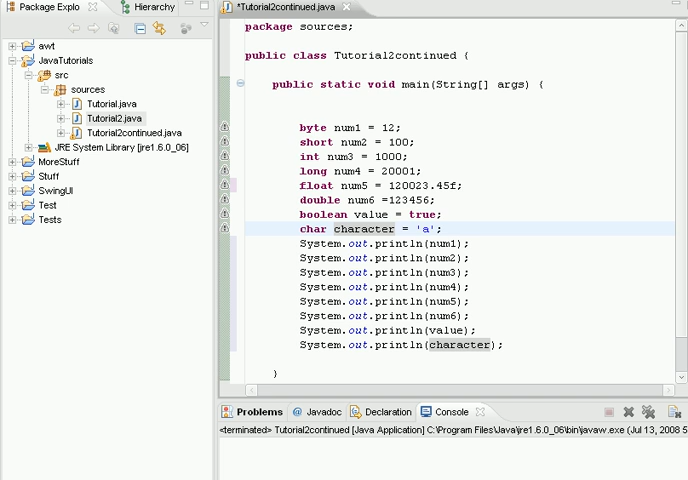 Package Explo
Hierarchy
awt
JavaTutorials
src
sources
Tutorial.java
Tutorial2.java
Tutorial2continued.java
JRE System Library [jre1.6.0_06]
MoreStuff
Stuff
SwingUI
Test
Tests
*Tutorial2continued.java
package sources;
public class Tutorial2continued {
public static void main(String[] args) {
byte num1 = 12;
short num2 = 100;
int num3 = 1000;
long num4 = 20001;
float num5 = 120023.45f;
double num6 =123456;
boolean value = true;
char character = 'a';
System.out.println(num1);
System.out.println(num2);
System.out.println(num3);
System.out.println(num4);
System.out.println(num5);
System.out.println(num6);
System.out.println(value);
System.out.println(character);
}
Problems @ Javadoc Declaration Console
<terminated> Tutorial2continued [Java Application] C:\Program Files\Java\jre1.6.0_06\bin\javaw.exe (Jul 13, 2008 5